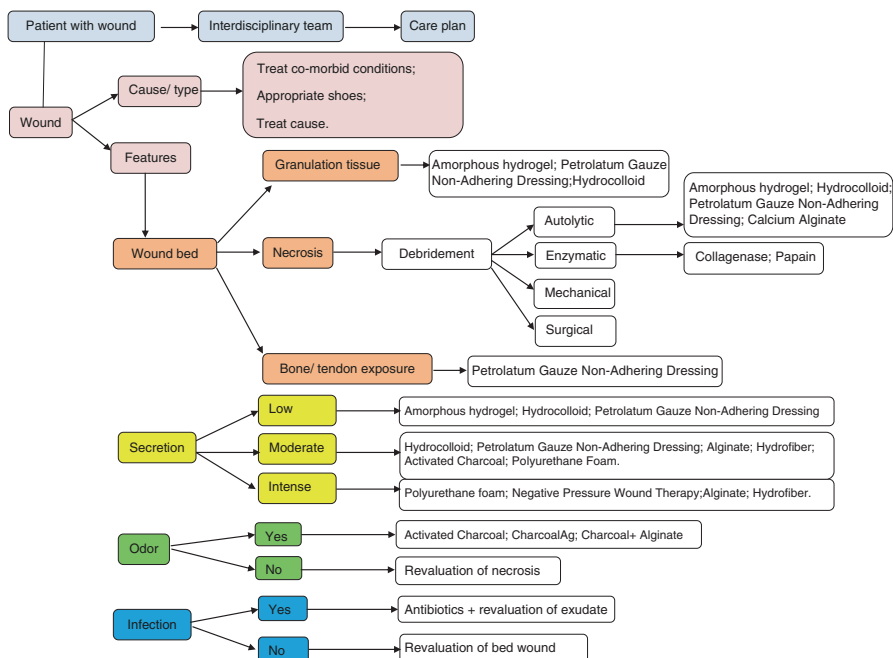 Patient with wound
Interdisciplinary team
Care plan
Cause/ type
Treat co-morbid conditions;
Appropriate shoes;
Treat cause.
Wound
Features
Granulation tissue
Amorphous hydrogel; Petrolatum Gauze
Non-Adhering Dressing;Hydrocolloid
Wound bed
Necrosis
Debridement
Autolytic
Amorphous hydrogel; Hydrocolloid;
Petrolatum Gauze Non-Adhering
Dressing; Calcium Alginate
Enzymatic
Collagenase; Papain
Mechanical
Surgical
Bone/ tendon exposure
Petrolatum Gauze Non-Adhering Dressing
Secretion
Low
Amorphous hydrogel; Hydrocolloid; Petrolatum Gauze Non-Adhering Dressing
Moderate
Hydrocolloid; Petrolatum Gauze Non-Adhering Dressing; Alginate; Hydrofiber;
Activated Charcoal; Polyurethane Foam.
Intense
Polyurethane foam; Negative Pressure Wound Therapy;Alginate; Hydrofiber.
Odor
Yes
Activated Charcoal; CharcoalAg; Charcoal+ Alginate
No
Revaluation of necrosis
Infection
Yes
Antibiotics + revaluation of exudate
No
Revaluation of bed wound